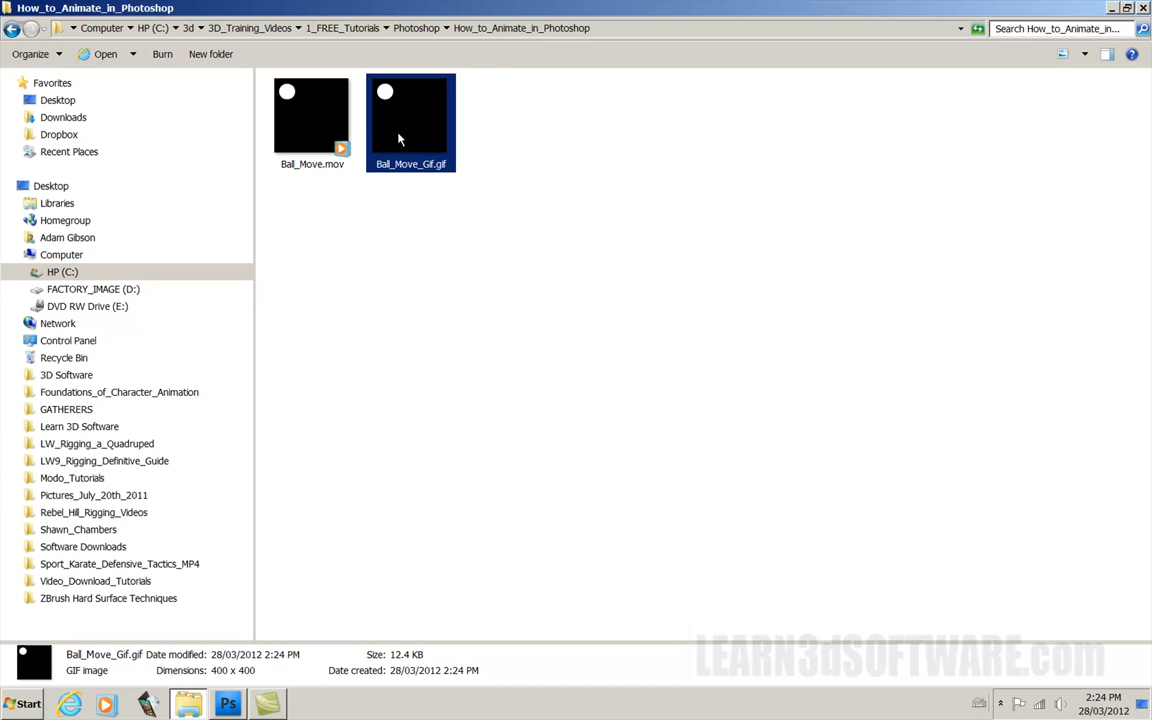 How_to_Animate_in_Photoshop
Computer HP (C:) 3d 3D_Training_Videos 1_FREE_Tutorials Photoshop How_to_Animate_in_Photoshop
Search How_to_Animate_in_...
Organize Open Burn New folder
Favorites
Desktop
Downloads
Dropbox
Recent Places
Desktop
Libraries
Homegroup
Adam Gibson
Computer
HP (C:)
FACTORY_IMAGE (D:)
DVD RW Drive (E:)
Network
Control Panel
Recycle Bin
3D Software
Foundations_of_Character_Animation
GATHERERS
Learn 3D Software
LW_Rigging_a_Quadruped
LW9_Rigging_Definitive_Guide
Modo_Tutorials
Pictures_July_20th_2011
Rebel_Hill_Rigging_Videos
Shawn_Chambers
Software Downloads
Sport_Karate_Defensive_Tactics_MP4
Video_Download_Tutorials
ZBrush Hard Surface Techniques
Ball_Move.mov
Ball_Move_Gif.gif
Ball_Move_Gif.gif Date modified: 28/03/2012 2:24 PM Size: 12.4 KB
GIF image Dimensions: 400 x 400 Date created: 28/03/2012 2:24 PM
LEARN3dSOFTWARE.com
Start
Ps
2:24 PM
28/03/2012